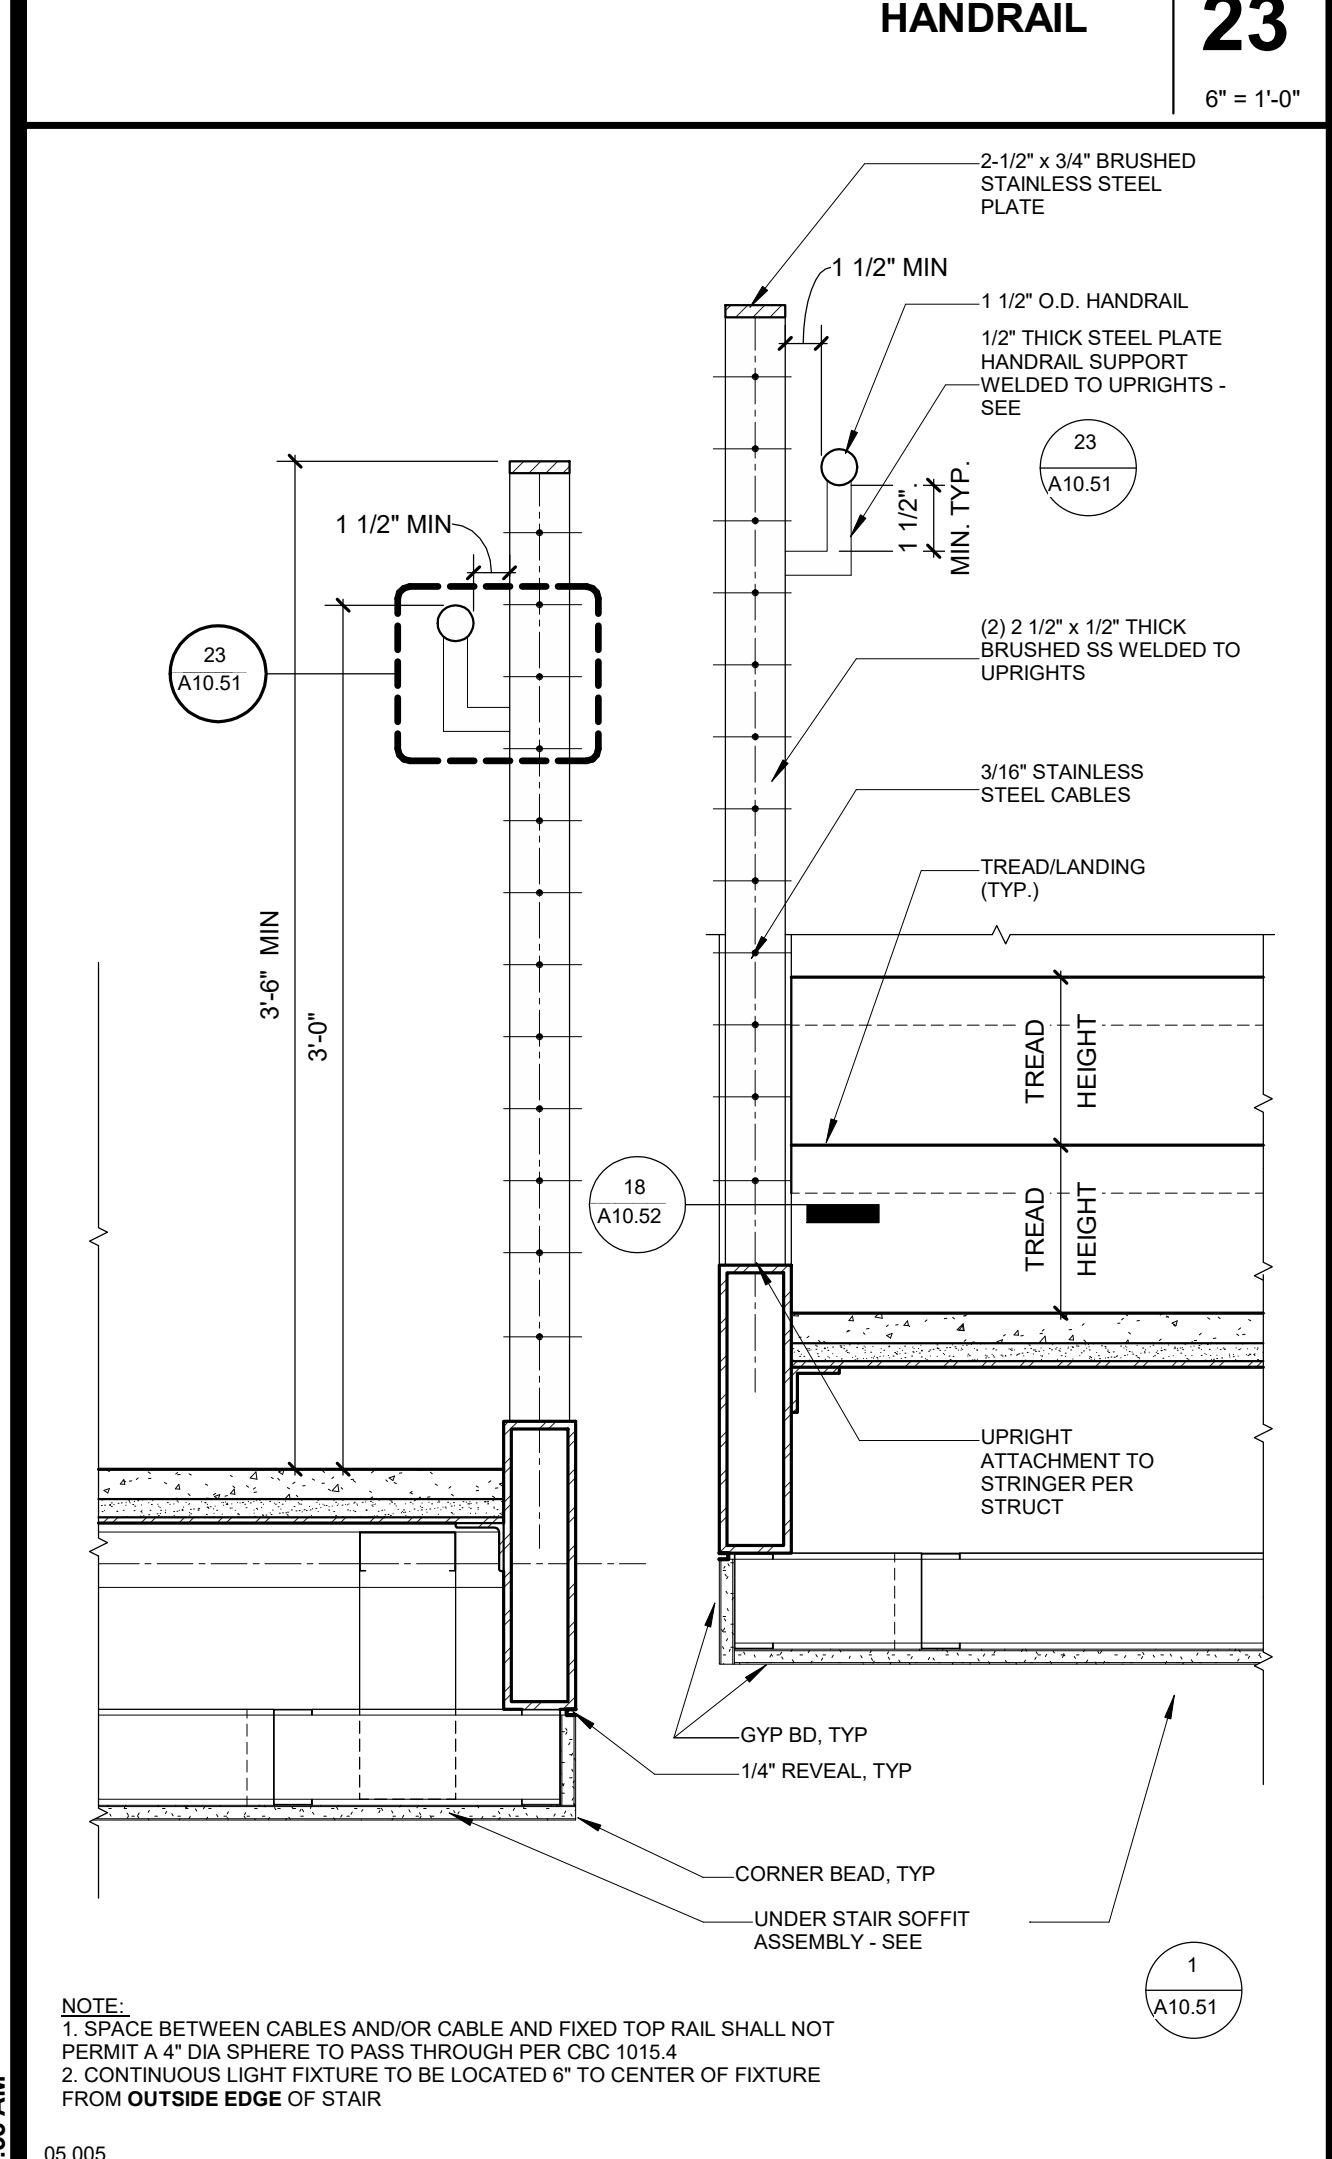 HANDRAIL
23
6" = 1'-0"
2-1/2" x 3/4" BRUSHED
STAINLESS STEEL
PLATE
1 1/2" MIN
1 1/2" O.D. HANDRAIL
1/2" THICK STEEL PLATE
HANDRAIL SUPPORT
WELDED TO UPRIGHTS -
SEE
23
A10.51
1 1/2"
MIN. TYP.
1 1/2" MIN
23
A10.51
(2) 2 1/2" x 1/2" THICK
BRUSHED SS WELDED TO
UPRIGHTS
3/16" STAINLESS
STEEL CABLES
TREAD/LANDING
(TYP.)
3'-6" MIN
3'-0"
TREAD
HEIGHT
TREAD
HEIGHT
18
A10.52
UPRIGHT
ATTACHMENT TO
STRINGER PER
STRUCT
GYP BD, TYP
1/4" REVEAL, TYP
CORNER BEAD, TYP
UNDER STAIR SOFFIT
ASSEMBLY - SEE
1
A10.51
NOTE:
1. SPACE BETWEEN CABLES AND/OR CABLE AND FIXED TOP RAIL SHALL NOT
PERMIT A 4" DIA SPHERE TO PASS THROUGH PER CBC 1015.4
2. CONTINUOUS LIGHT FIXTURE TO BE LOCATED 6" TO CENTER OF FIXTURE
FROM OUTSIDE EDGE OF STAIR
05 005
AM